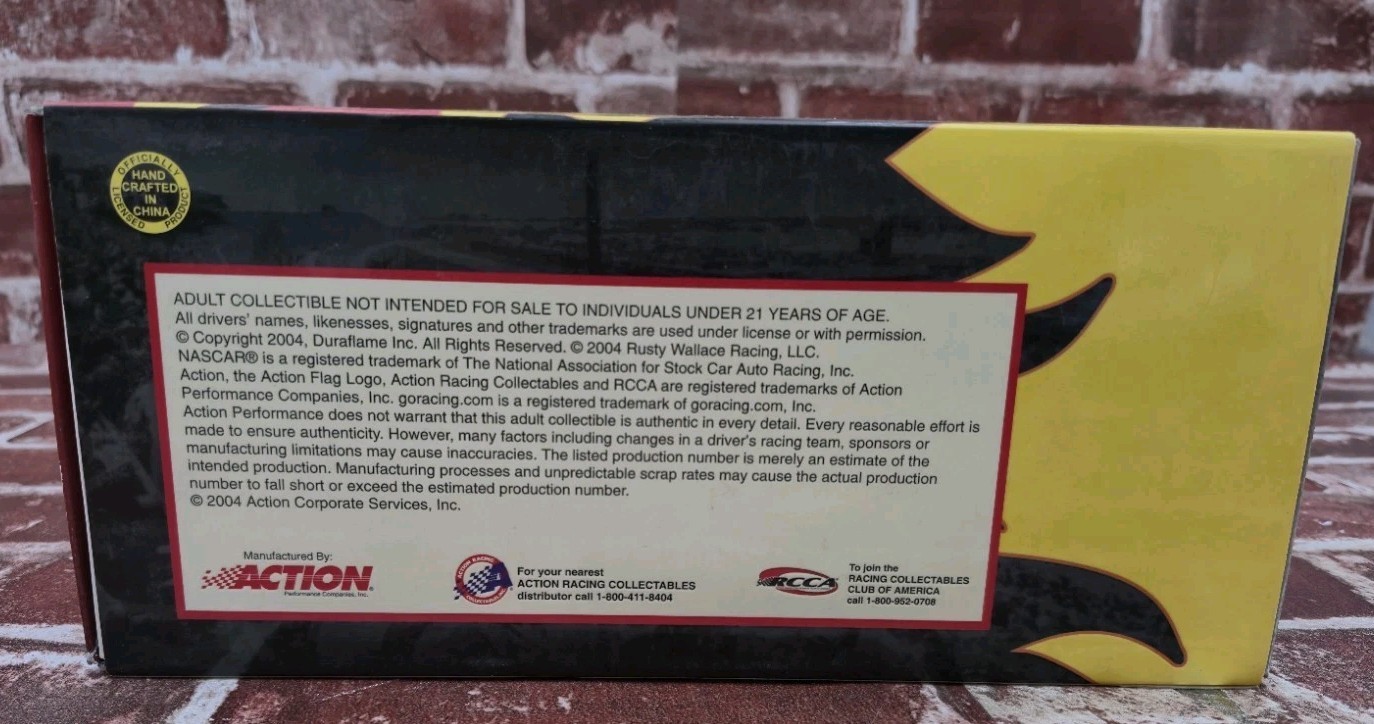 OFFICIALLY
HAND
CRAFTED
IN
CHINA
LICENSED PRODUCT
ADULT COLLECTIBLE NOT INTENDED FOR SALE TO INDIVIDUALS UNDER 21 YEARS OF AGE.
All drivers' names, likenesses, signatures and other trademarks are used under license or with permission.
© Copyright 2004, Duraflame Inc. All Rights Reserved. © 2004 Rusty Wallace Racing, LLC.
NASCAR® is a registered trademark of The National Association for Stock Car Auto Racing, Inc.
Action, the Action Flag Logo, Action Racing Collectables and RCCA are registered trademarks of Action
Performance Companies, Inc. goracing.com is a registered trademark of goracing.com, Inc.
Action Performance does not warrant that this adult collectible is authentic in every detail. Every reasonable effort is
made to ensure authenticity. However, many factors including changes in a driver's racing team, sponsors or
manufacturing limitations may cause inaccuracies. The listed production number is merely an estimate of the
intended production. Manufacturing processes and unpredictable scrap rates may cause the actual production
number to fall short or exceed the estimated production number.
© 2004 Action Corporate Services, Inc.
Manufactured By:
ACTION®
Performance Companies, Inc.
ACTION RACING
COLLECTABLES
For your nearest
ACTION RACING COLLECTABLES
distributor call 1-800-411-8404
RCCA
To join the
RACING COLLECTABLES
CLUB OF AMERICA
call 1-800-952-0708